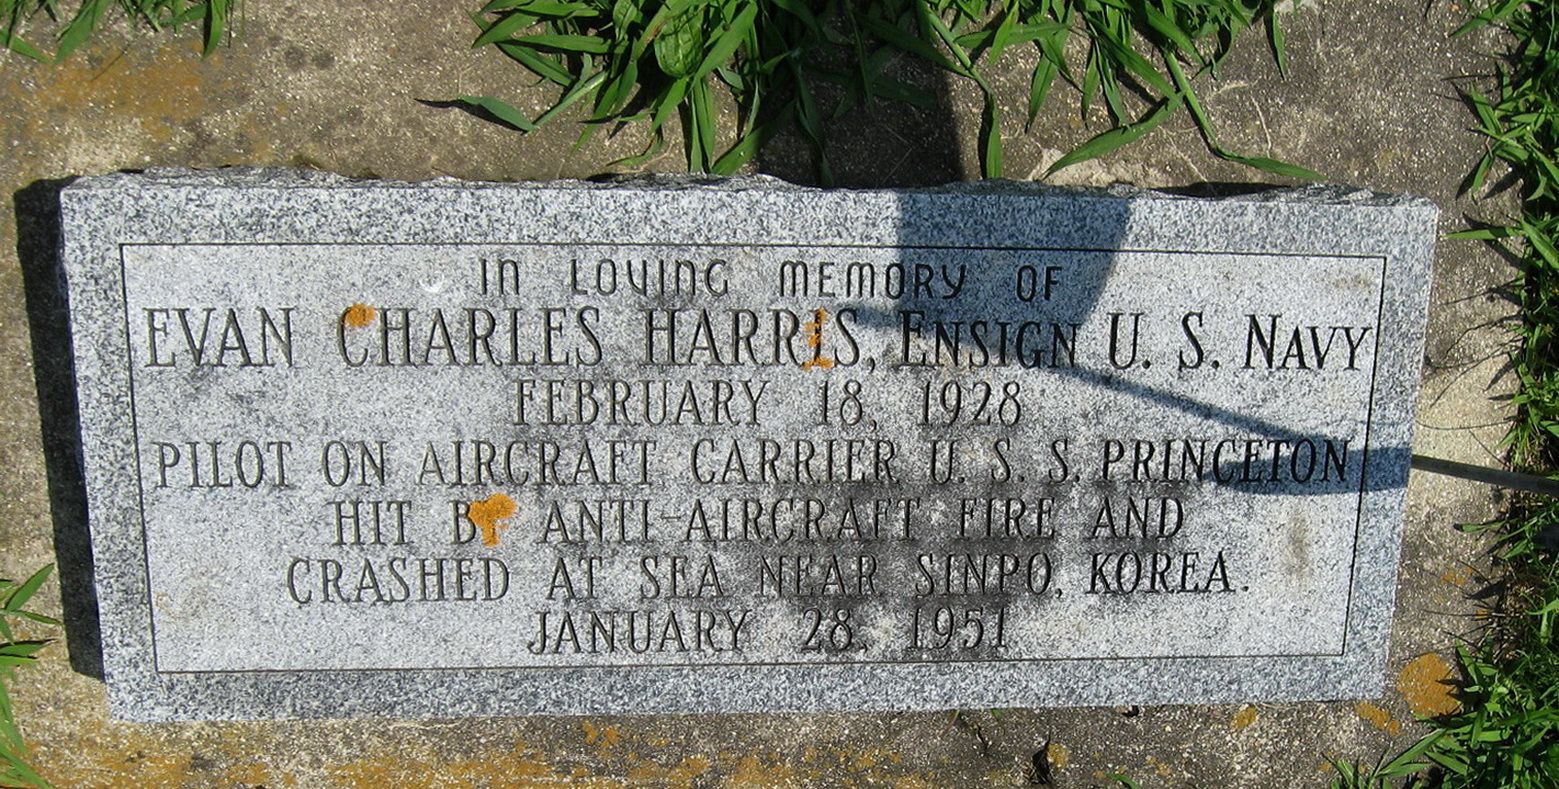 IN LOVING MEMORY OF
EVAN CHARLES HARRIS, ENSIGN U. S. NAVY
FEBRUARY 18, 1928
PILOT ON AIRCRAFT CARRIER U. S. S. PRINCETON
HIT BY ANTI-AIRCRAFT FIRE AND
CRASHED AT SEA NEAR SINPO, KOREA.
JANUARY 28, 1951